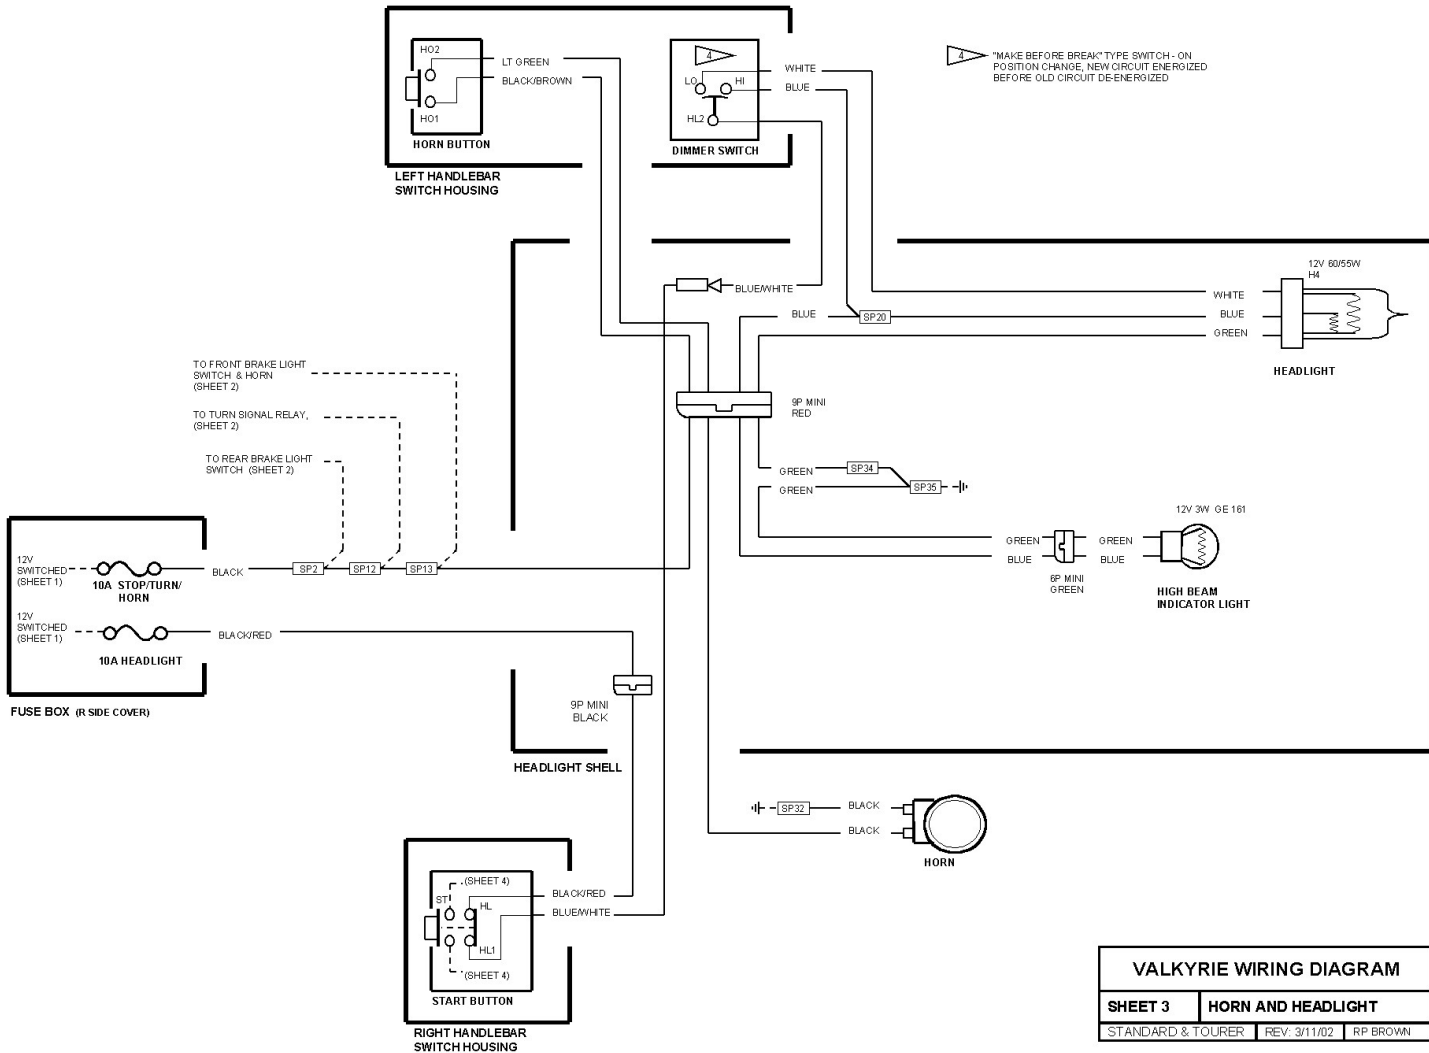 HO2
LT GREEN
BLACK/BROWN
HO1
HORN BUTTON
LEFT HANDLEBAR
SWITCH HOUSING
4
LO
HI
HL2
DIMMER SWITCH
WHITE
BLUE
4
"MAKE BEFORE BREAK" TYPE SWITCH - ON
POSITION CHANGE, NEW CIRCUIT ENERGIZED
BEFORE OLD CIRCUIT DE-ENERGIZED
BLUE/WHITE
BLUE
SP20
12V 60/55W
H4
WHITE
BLUE
GREEN
HEADLIGHT
TO FRONT BRAKE LIGHT
SWITCH & HORN
(SHEET 2)
TO TURN SIGNAL RELAY,
(SHEET 2)
TO REAR BRAKE LIGHT
SWITCH (SHEET 2)
9P MINI
RED
GREEN
SP34
GREEN
SP35
12V 3W GE 161
GREEN
GREEN
BLUE
BLUE
6P MINI
GREEN
HIGH BEAM
INDICATOR LIGHT
12V
SWITCHED
(SHEET 1)
10A STOP/TURN/
HORN
BLACK
SP2
SP12
SP13
12V
SWITCHED
(SHEET 1)
10A HEADLIGHT
BLACK/RED
FUSE BOX (R SIDE COVER)
9P MINI
BLACK
HEADLIGHT SHELL
SP32
BLACK
BLACK
HORN
(SHEET 4)
ST
HL
HL1
(SHEET 4)
START BUTTON
BLACK/RED
BLUE/WHITE
RIGHT HANDLEBAR
SWITCH HOUSING
VALKYRIE WIRING DIAGRAM
SHEET 3
HORN AND HEADLIGHT
STANDARD & TOURER
REV: 3/11/02
RP BROWN